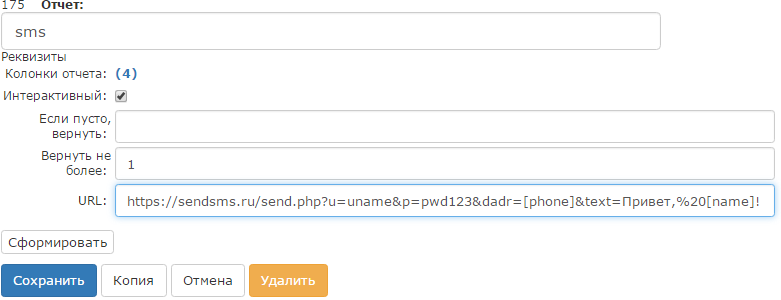 175 Отчет:
sms
Реквизиты
Колонки отчета: (4)
Интерактивный:
Если пусто,
вернуть:
Вернуть не
более: 1
URL: https://sendsms.ru/send.php?u=uname&p=pwd123&dadr=[phone]&text=Привет,%20[name]!
Сформировать
Сохранить Копия Отмена Удалить